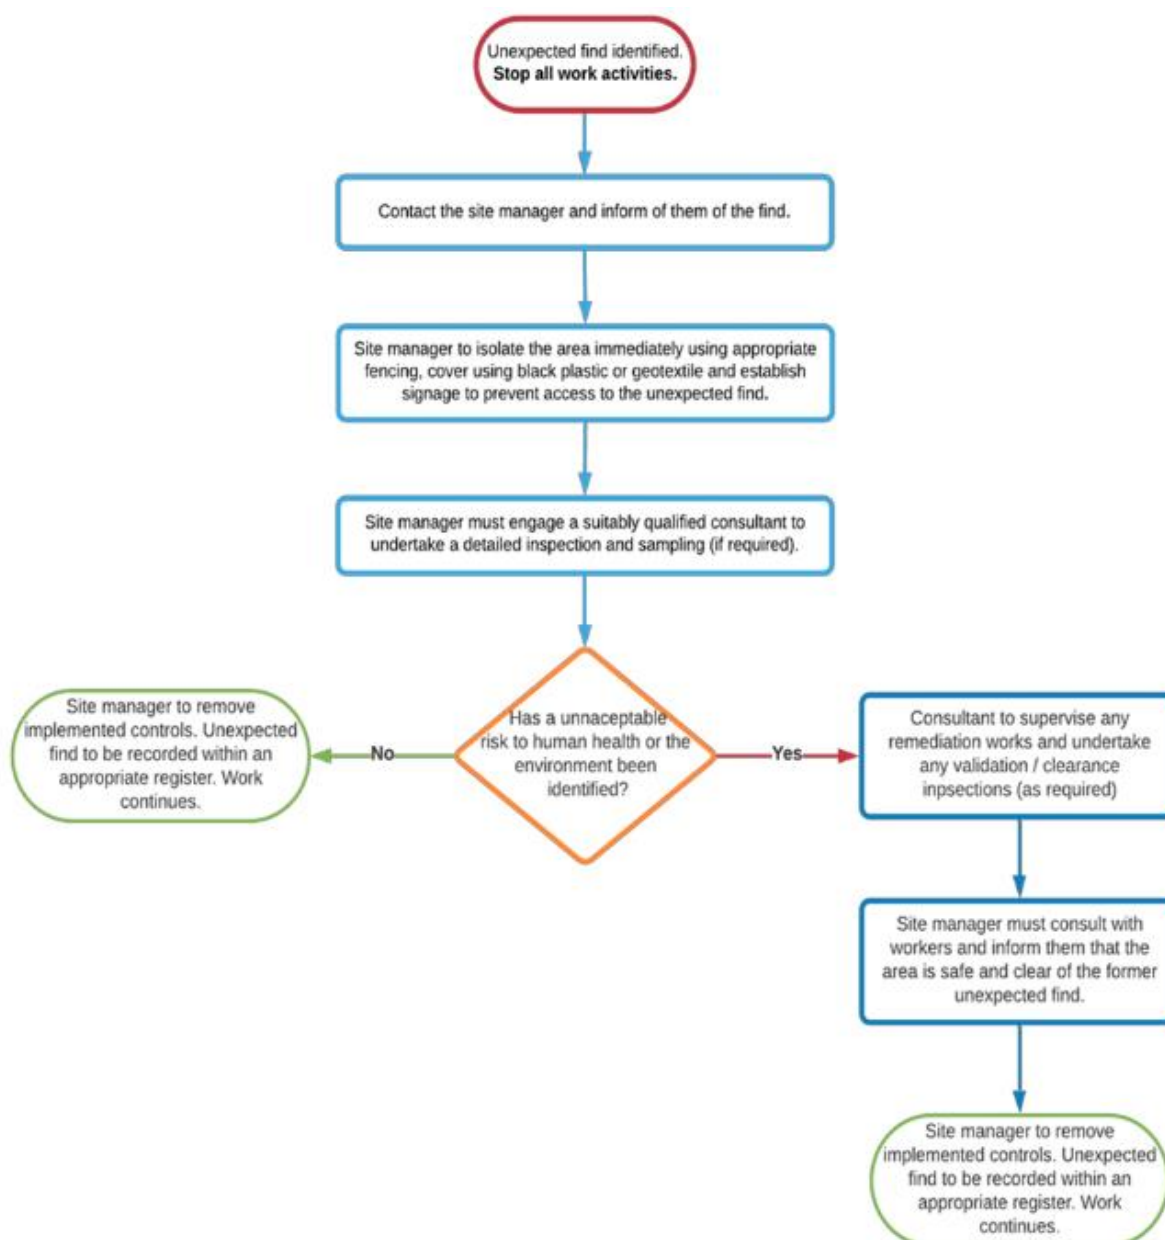 Unexpected find identified.
Stop all work activities.
Contact the site manager and inform of them of the find.
Site manager to isolate the area immediately using appropriate
fencing, cover using black plastic or geotextile and establish
signage to prevent access to the unexpected find.
Site manager must engage a suitably qualified consultant to
undertake a detailed inspection and sampling (if required).
Has a unnaceptable
risk to human health or the
environment been
identified?
No
Site manager to remove
implemented controls. Unexpected
find to be recorded within an
appropriate register. Work
continues.
Yes
Consultant to supervise any
remediation works and undertake
any validation / clearance
inpsections (as required)
Site manager must consult with
workers and inform them that the
area is safe and clear of the former
unexpected find.
Site manager to remove
implemented controls. Unexpected
find to be recorded within an
appropriate register. Work
continues.